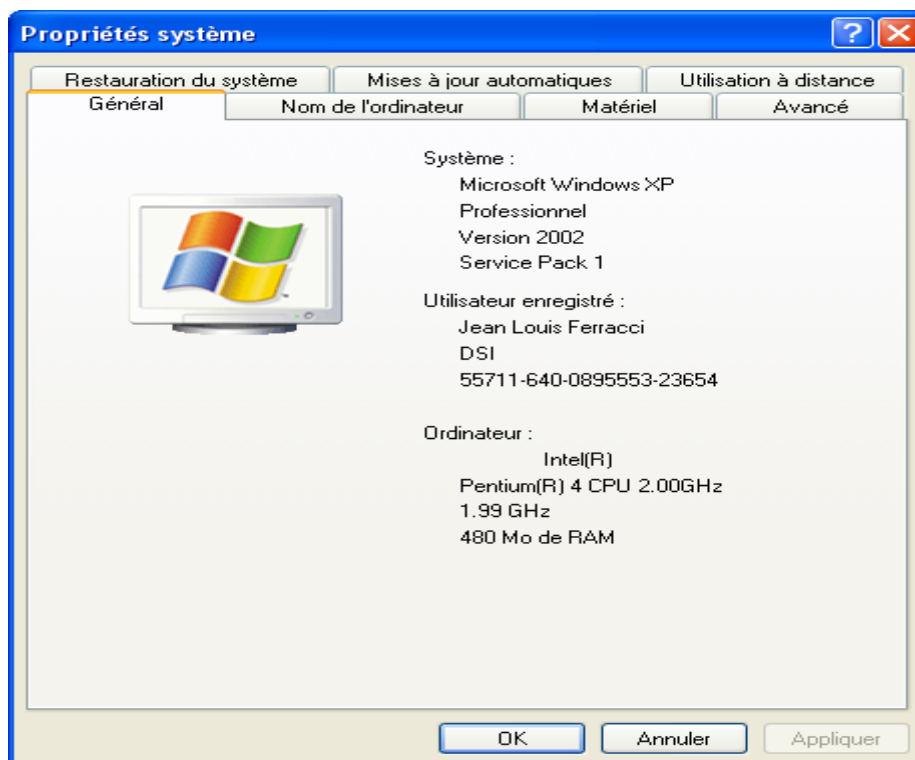 Propriétés système
Restauration du système Mises à jour automatiques Utilisation à distance
Général Nom de l'ordinateur Matériel Avancé
Système :
Microsoft Windows XP
Professionnel
Version 2002
Service Pack 1
Utilisateur enregistré :
Jean Louis Ferracci
DSI
55711-640-0895553-23654
Ordinateur :
Intel(R)
Pentium(R) 4 CPU 2.00GHz
1.99 GHz
480 Mo de RAM
OK Annuler Appliquer